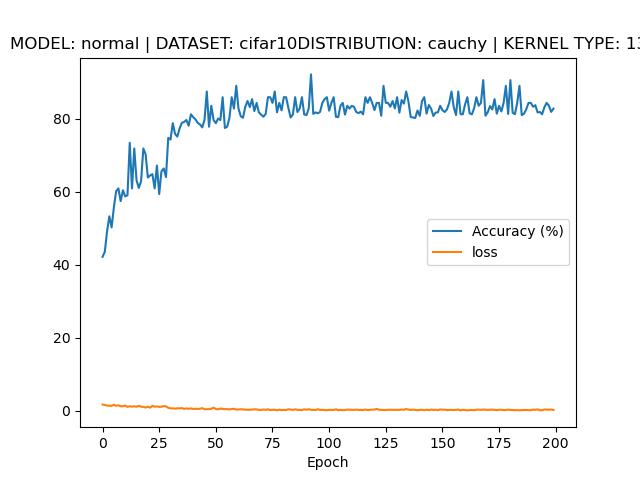 MODEL: normal | DATASET: cifar10DISTRIBUTION: cauchy | KERNEL TYPE: 13
80
60
40
20
0
Accuracy (%)
loss
0 25 50 75 100 125 150 175 200
Epoch